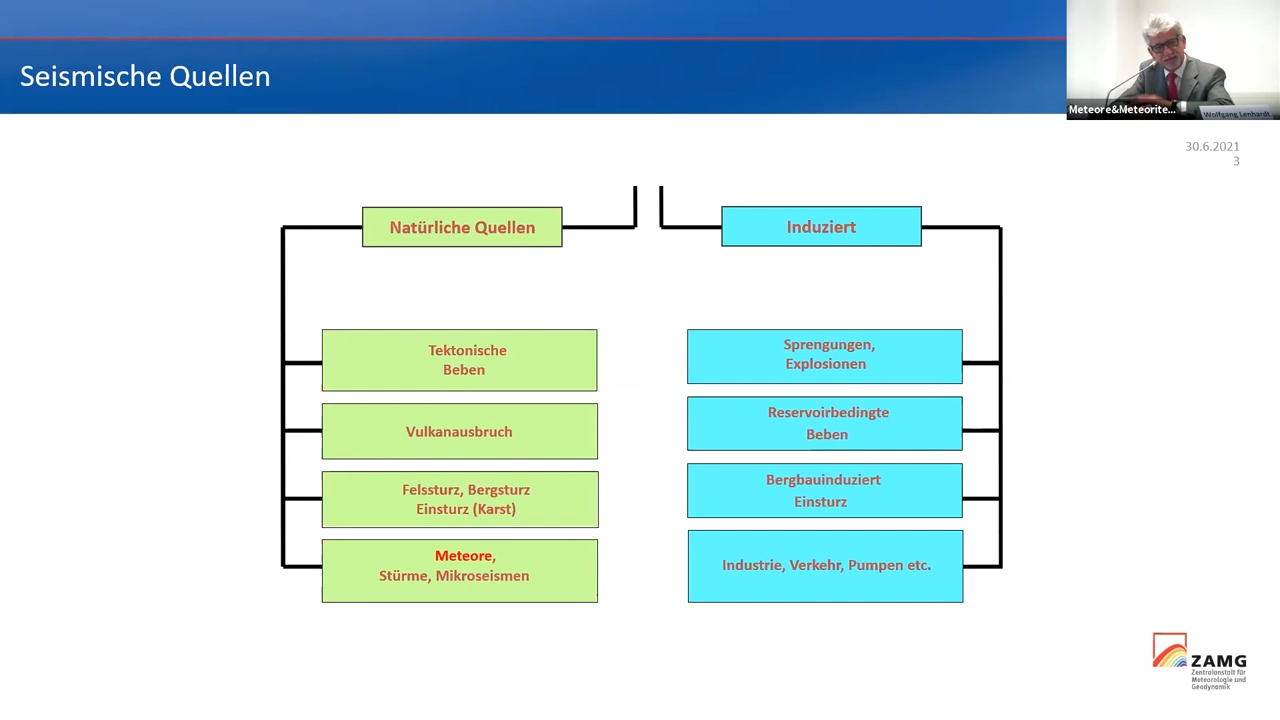 Seismische Quellen
Meteore&Meteorite...
Wolfgang Lenhardt
30.6.2021
3
Natürliche Quellen
Induziert
Tektonische
Beben
Vulkanausbruch
Felssturz, Bergsturz
Einsturz (Karst)
Meteore,
Stürme, Mikroseismen
Sprengungen,
Explosionen
Reservoirbedingte
Beben
Bergbauinduziert
Einsturz
Industrie, Verkehr, Pumpen etc.
ZAMG
Zentralanstalt für
Meteorologie und
Geodynamik